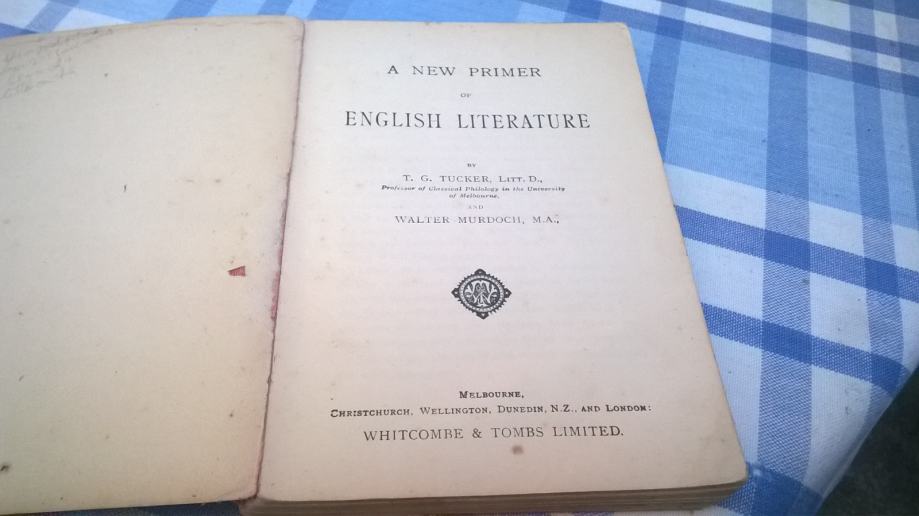 A NEW PRIMER
OF
ENGLISH LITERATURE
BY
T. G. TUCKER, LITT. D.,
Professor of Classical Philology in the University
of Melbourne,
AND
WALTER MURDOCH, M.A.,
MELBOURNE,
CHRISTCHURCH, WELLINGTON, DUNEDIN, N.Z., AND LONDON:
WHITCOMBE & TOMBS LIMITED.